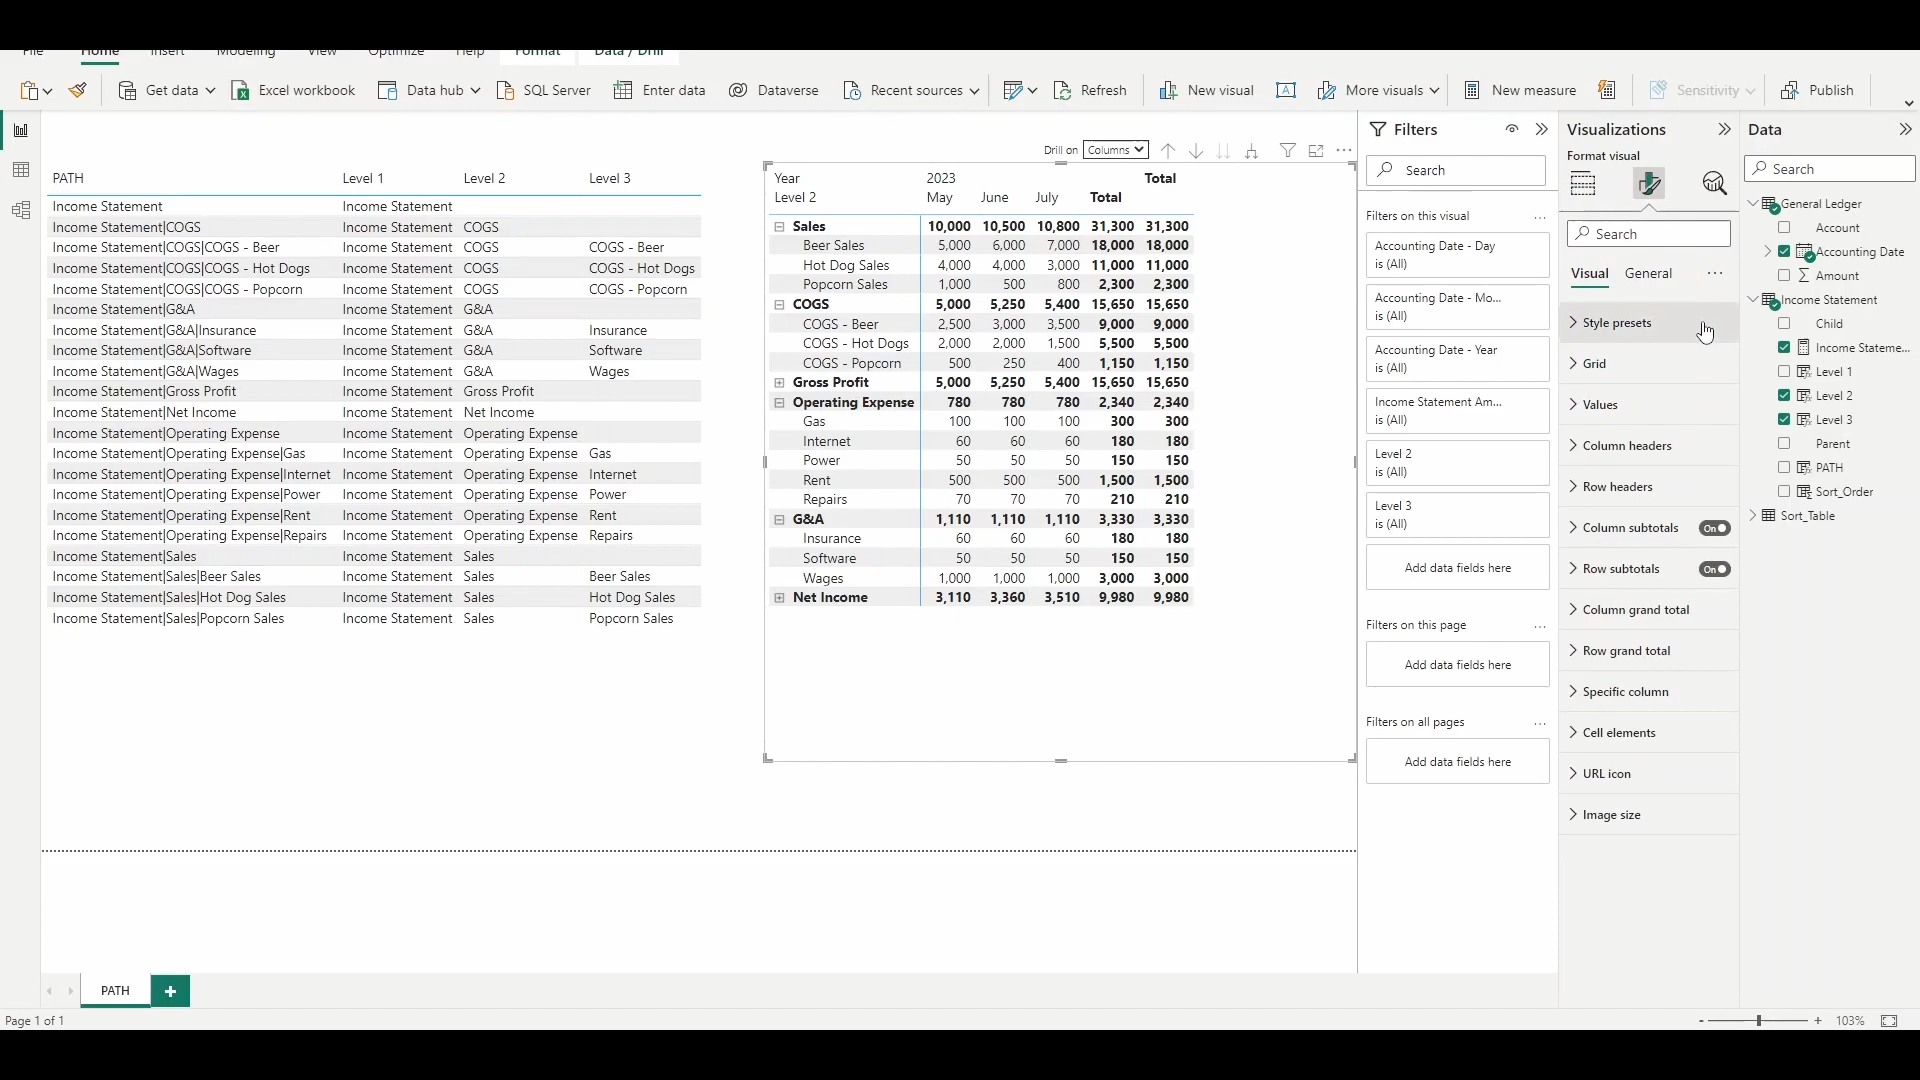 File Home Insert Modeling View Optimize Help Format Data / Drill
Get data Excel workbook Data hub SQL Server Enter data Dataverse Recent sources Refresh New visual More visuals New measure Sensitivity Publish
PATH Level 1 Level 2 Level 3
Income Statement Income Statement
Income Statement|COGS Income Statement COGS
Income Statement|COGS|COGS - Beer Income Statement COGS COGS - Beer
Income Statement|COGS|COGS - Hot Dogs Income Statement COGS COGS - Hot Dogs
Income Statement|COGS|COGS - Popcorn Income Statement COGS COGS - Popcorn
Income Statement|G&A Income Statement G&A
Income Statement|G&A|Insurance Income Statement G&A Insurance
Income Statement|G&A|Software Income Statement G&A Software
Income Statement|G&A|Wages Income Statement G&A Wages
Income Statement|Gross Profit Income Statement Gross Profit
Income Statement|Net Income Income Statement Net Income
Income Statement|Operating Expense Income Statement Operating Expense
Income Statement|Operating Expense|Gas Income Statement Operating Expense Gas
Income Statement|Operating Expense|Internet Income Statement Operating Expense Internet
Income Statement|Operating Expense|Power Income Statement Operating Expense Power
Income Statement|Operating Expense|Rent Income Statement Operating Expense Rent
Income Statement|Operating Expense|Repairs Income Statement Operating Expense Repairs
Income Statement|Sales Income Statement Sales
Income Statement|Sales|Beer Sales Income Statement Sales Beer Sales
Income Statement|Sales|Hot Dog Sales Income Statement Sales Hot Dog Sales
Income Statement|Sales|Popcorn Sales Income Statement Sales Popcorn Sales
Drill on Columns
Year 2023 Total
Level 2 May June July Total
Sales 10,000 10,500 10,800 31,300 31,300
Beer Sales 5,000 6,000 7,000 18,000 18,000
Hot Dog Sales 4,000 4,000 3,000 11,000 11,000
Popcorn Sales 1,000 500 800 2,300 2,300
COGS 5,000 5,250 5,400 15,650 15,650
COGS - Beer 2,500 3,000 3,500 9,000 9,000
COGS - Hot Dogs 2,000 2,000 1,500 5,500 5,500
COGS - Popcorn 500 250 400 1,150 1,150
Gross Profit 5,000 5,250 5,400 15,650 15,650
Operating Expense 780 780 780 2,340 2,340
Gas 100 100 100 300 300
Internet 60 60 60 180 180
Power 50 50 50 150 150
Rent 500 500 500 1,500 1,500
Repairs 70 70 70 210 210
G&A 1,110 1,110 1,110 3,330 3,330
Insurance 60 60 60 180 180
Software 50 50 50 150 150
Wages 1,000 1,000 1,000 3,000 3,000
Net Income 3,110 3,360 3,510 9,980 9,980
Filters
Search
Filters on this visual
Accounting Date - Day
is (All)
Accounting Date - Mo...
is (All)
Accounting Date - Year
is (All)
Income Statement Am...
is (All)
Level 2
is (All)
Level 3
is (All)
Add data fields here
Filters on this page
Add data fields here
Filters on all pages
Add data fields here
Visualizations
Format visual
Search
Visual General
Style presets
Grid
Values
Column headers
Row headers
Column subtotals On
Row subtotals On
Column grand total
Row grand total
Specific column
Cell elements
URL icon
Image size
Data
Search
General Ledger
Account
Accounting Date
Amount
Income Statement
Child
Income Stateme...
Level 1
Level 2
Level 3
Parent
PATH
Sort_Order
Sort_Table
PATH
Page 1 of 1
- + 103%